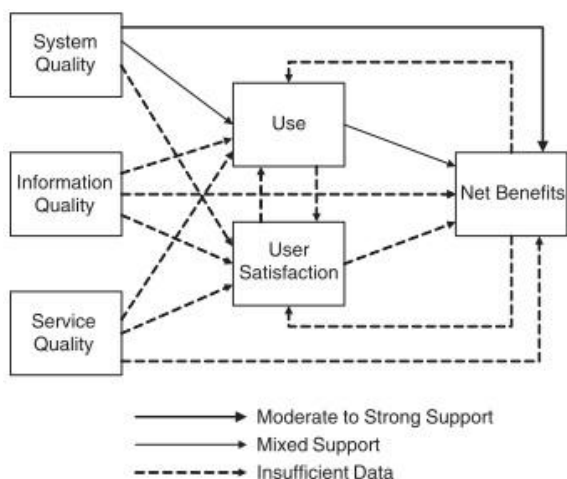 System
Quality
Use
Information
Quality
Net Benefits
User
Satisfaction
Service
Quality
Moderate to Strong Support
Mixed Support
Insufficient Data